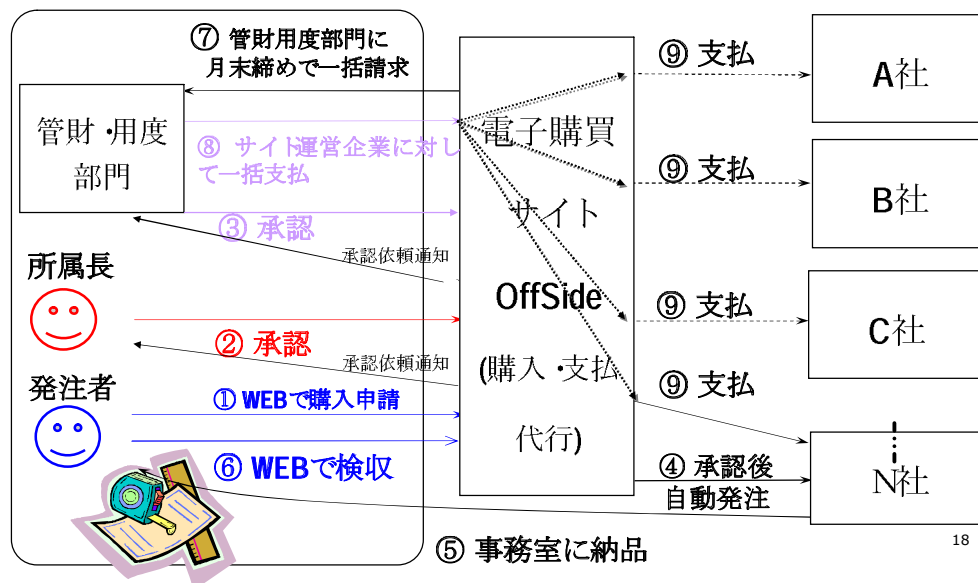 ⑦ 管財用度部門に
月末締めで一括請求
管財・用度
部門
⑧ サイト運営企業に対し
て一括支払
③ 承認
承認依頼通知
所属長
② 承認
承認依頼通知
発注者
① WEBで購入申請
⑥ WEBで検収
電子購買
サイト
OffSide
(購入・支払
代行)
⑨ 支払
A社
⑨ 支払
B社
⑨ 支払
C社
⑨ 支払
N社
④ 承認後
自動発注
⑤ 事務室に納品
18